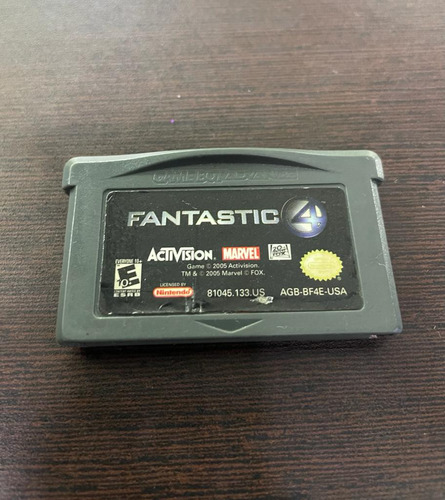 GAME BOY ADVANCE
FANTASTIC 4
ACTIVISION. MARVEL
Game © 2005 Activision.
TM & © 2005 Marvel © FOX.
EVERYONE 10+
ESRB
LICENSED BY
Nintendo
81045.133.US AGB-BF4E-USA